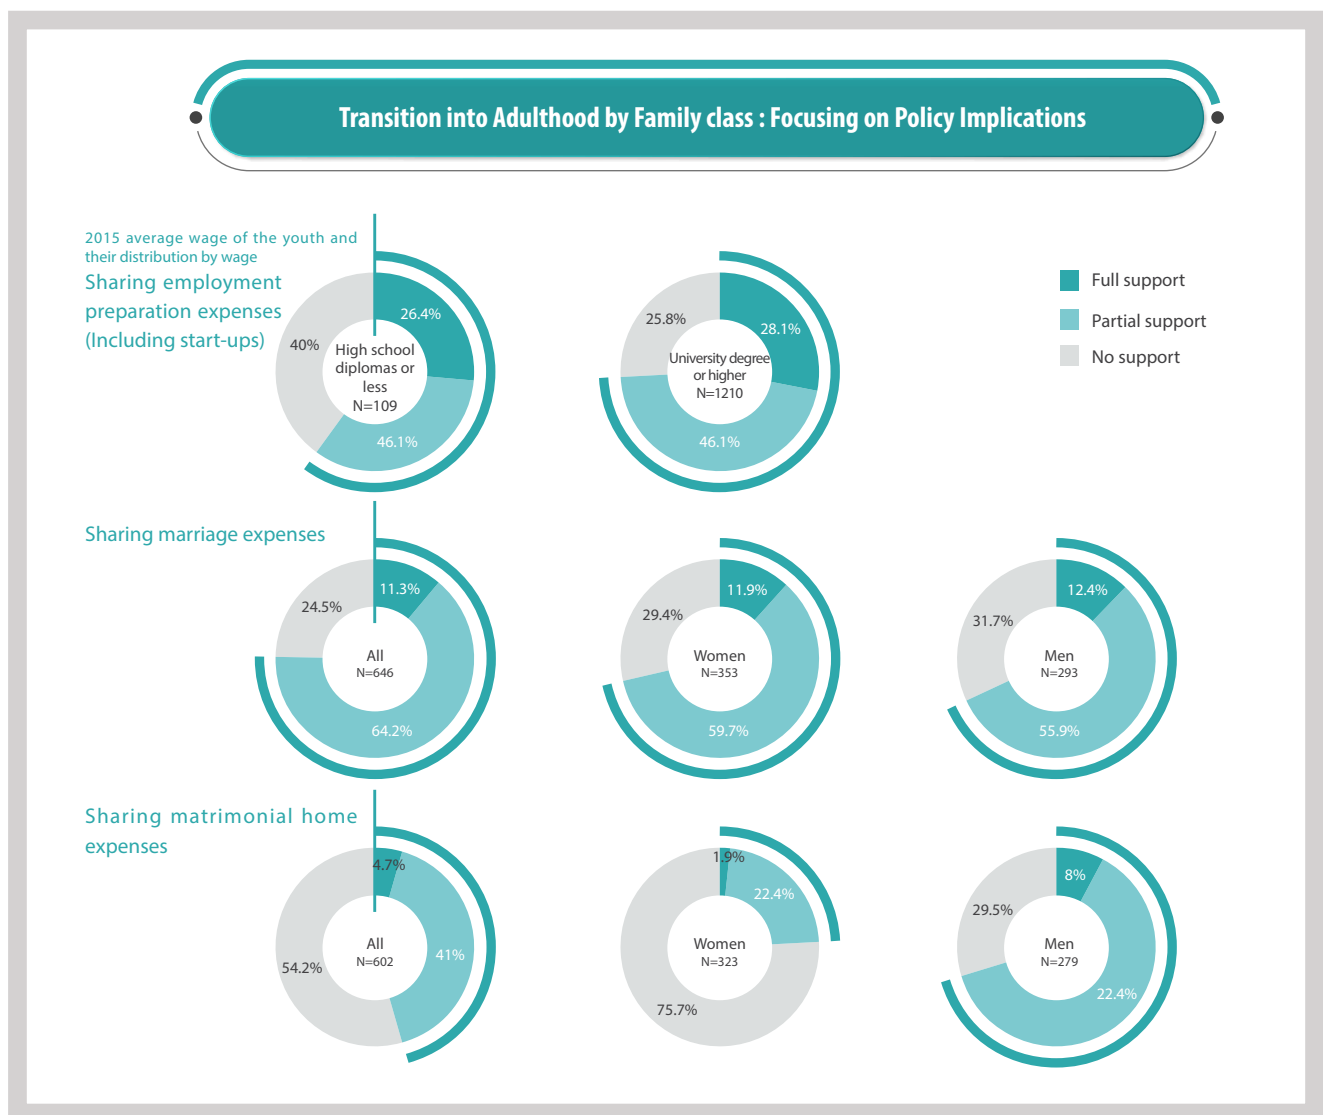 Transition into Adulthood by Family class : Focusing on Policy Implications
2015 average wage of the youth and
their distribution by wage
Sharing employment
preparation expenses
(Including start-ups)
26.4%
40%
46.1%
High school
diplomas or
less
N=109
28.1%
25.8%
46.1%
University degree
or higher
N=1210
Full support
Partial support
No support
Sharing marriage expenses
11.3%
24.5%
64.2%
All
N=646
11.9%
29.4%
59.7%
Women
N=353
12.4%
31.7%
55.9%
Men
N=293
Sharing matrimonial home
expenses
4.7%
54.2%
41%
All
N=602
1.9%
22.4%
75.7%
Women
N=323
8%
29.5%
22.4%
Men
N=279